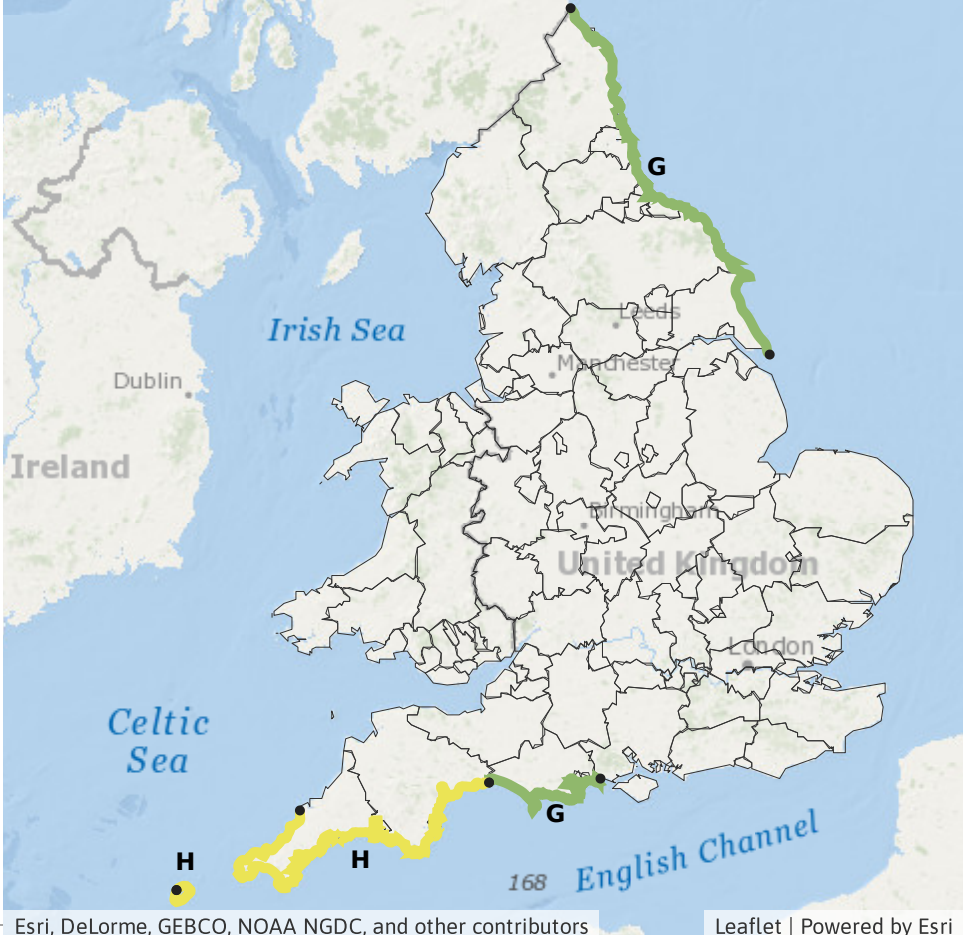 G
Leeds
Irish Sea
Manchester
Dublin
Ireland
Birmingham
United Kingdom
London
Celtic
Sea
G
H
H
English Channel
168
Esri, DeLorme, GEBCO, NOAA NGDC, and other contributors
Leaflet | Powered by Esri